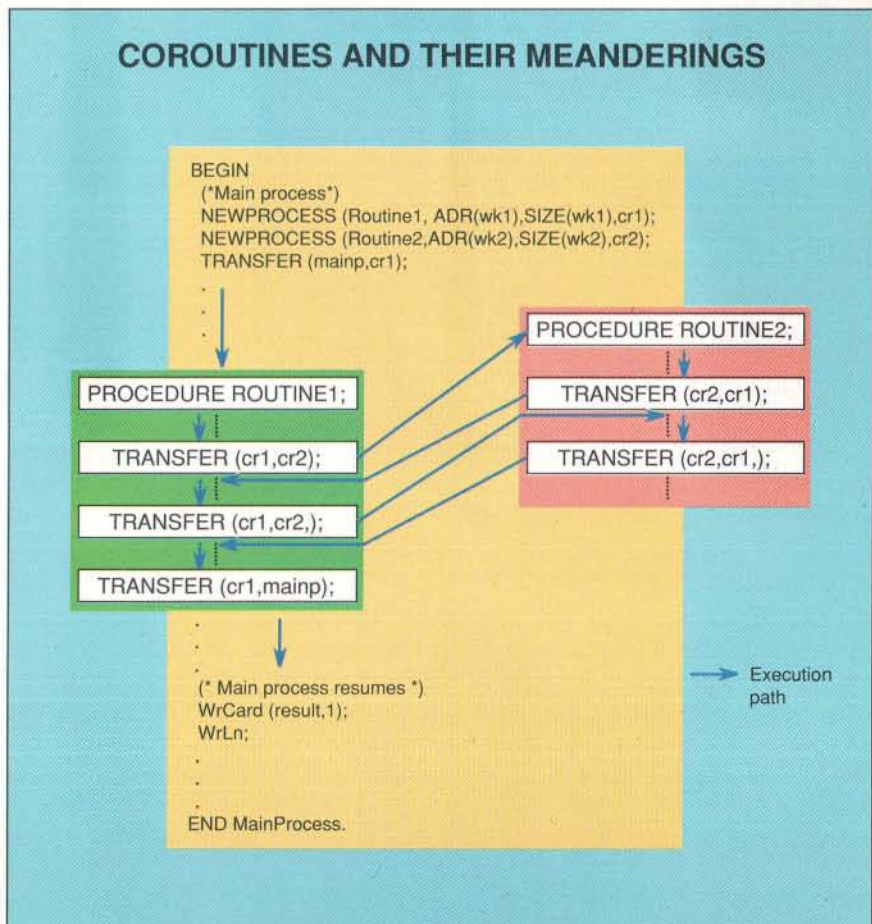 COROUTINES AND THEIR MEANDERINGS
BEGIN
(*Main process*)
NEWPROCESS (Routine1, ADR(wk1),SIZE(wk1),cr1);
NEWPROCESS (Routine2,ADR(wk2),SIZE(wk2),cr2);
TRANSFER (mainp,cr1);
.
.
.
PROCEDURE ROUTINE1;
TRANSFER (cr1,cr2);
TRANSFER (cr1,cr2,);
TRANSFER (cr1,mainp);
PROCEDURE ROUTINE2;
TRANSFER (cr2,cr1);
TRANSFER (cr2,cr1,);
.
.
.
(* Main process resumes *)
WrCard (result,1);
WrLn;
.
.
.
END MainProcess.
Execution
path